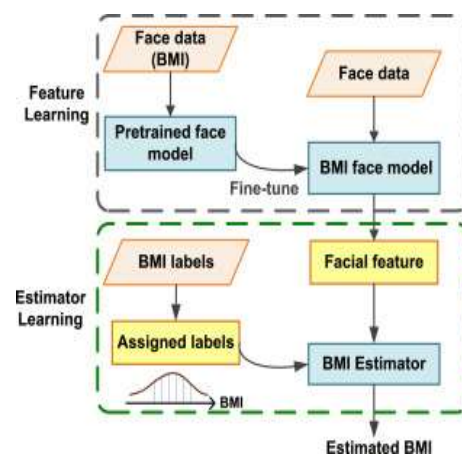 Face data
(BMI)
Face data
Feature
Learning
Pretrained face
model
BMI face model
Fine-tune
BMI labels
Facial feature
Estimator
Learning
Assigned labels
BMI Estimator
BMI
Estimated BMI